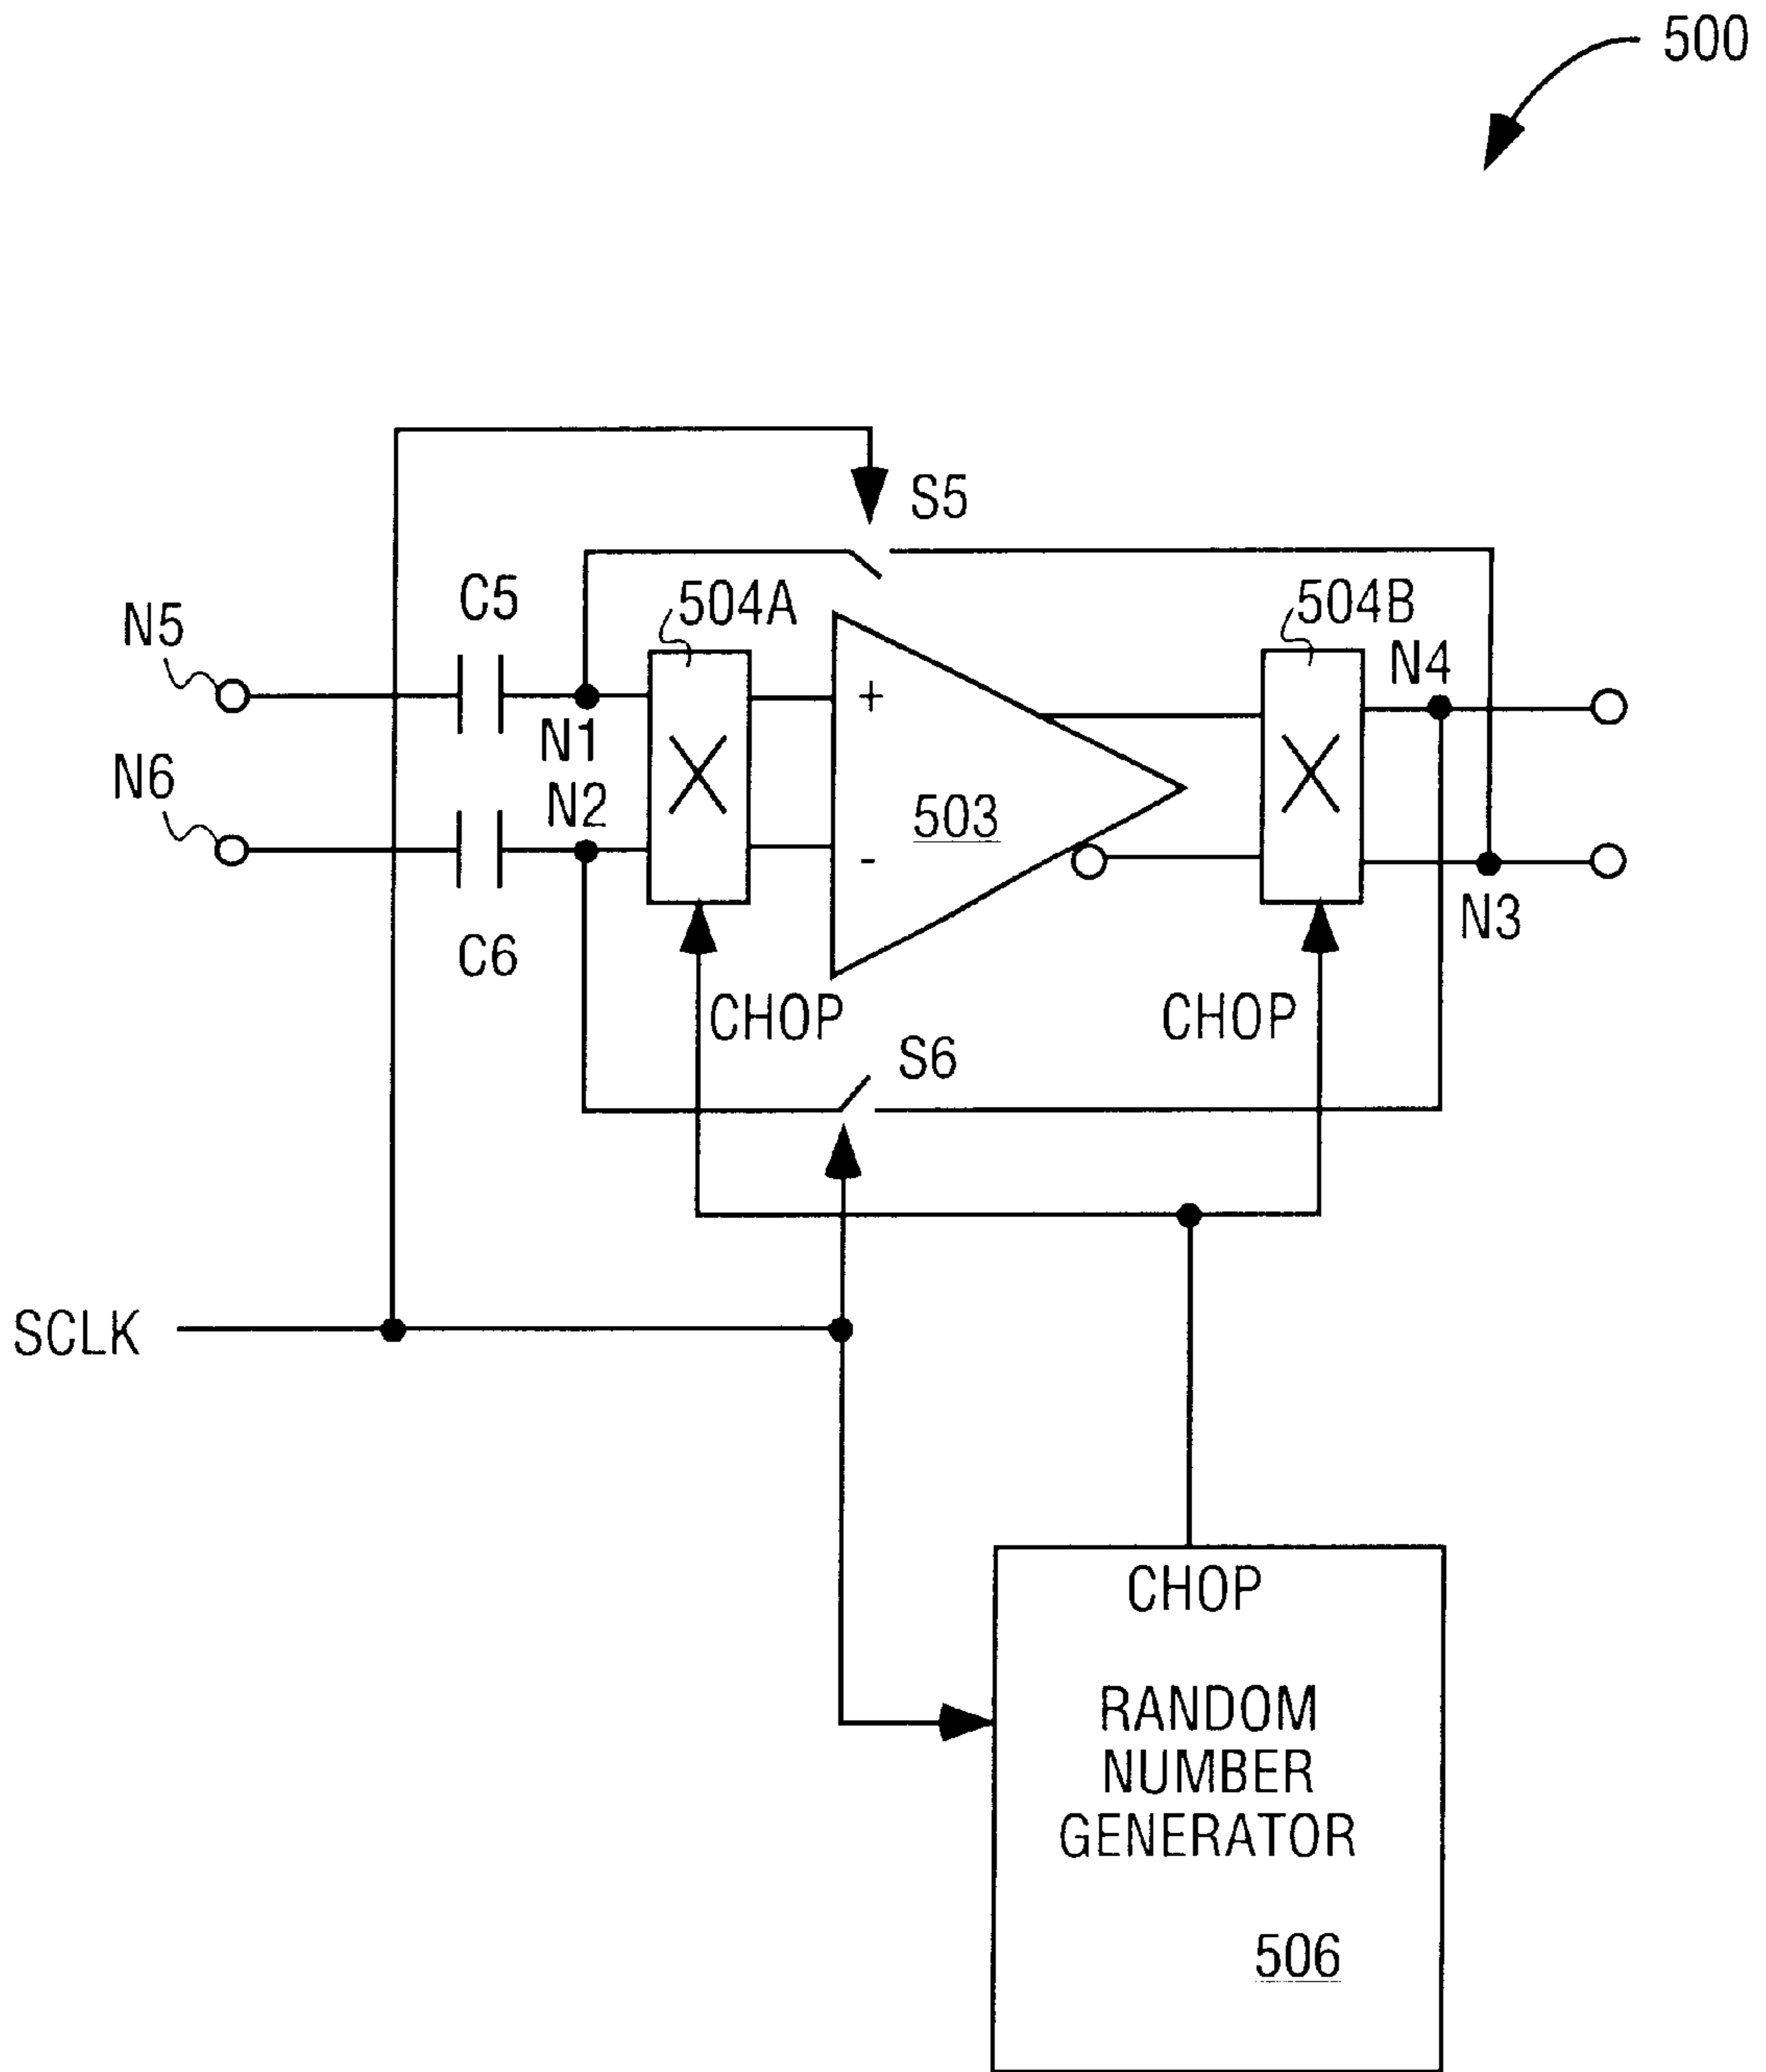 500
S5
C5
504A
504B
N5
N4
+
N1
N6
N2
503
-
N3
C6
CHOP
CHOP
S6
SCLK
CHOP
RANDOM
NUMBER
GENERATOR
506